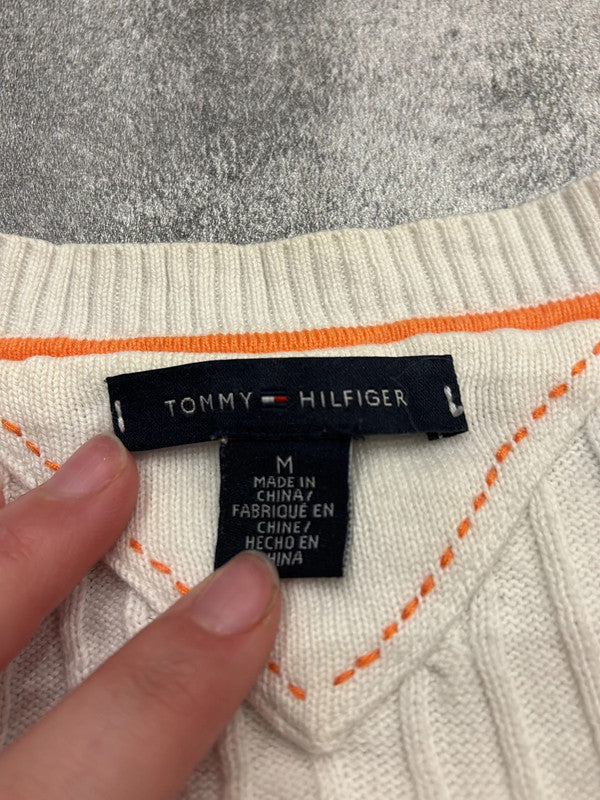 TOMMY HILFIGER
M
MADE IN
CHINA/
FABRIQUÉ EN
CHINE/
HECHO EN
CHINA